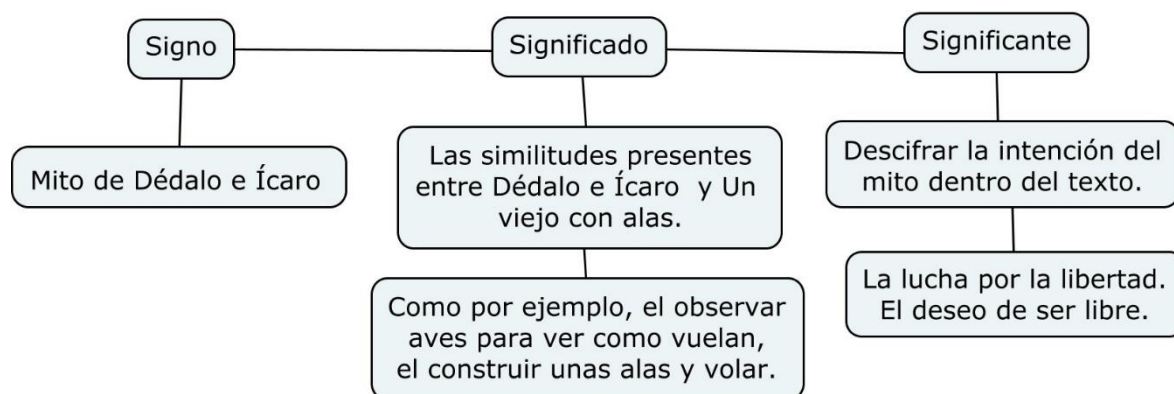 Signo
Significado
Significante
Mito de Dédalo e Ícaro
Las similitudes presentes
entre Dédalo e Ícaro y Un
viejo con alas.
Como por ejemplo, el observar
aves para ver como vuelan,
el construir unas alas y volar.
Descifrar la intención del
mito dentro del texto.
La lucha por la libertad.
El deseo de ser libre.